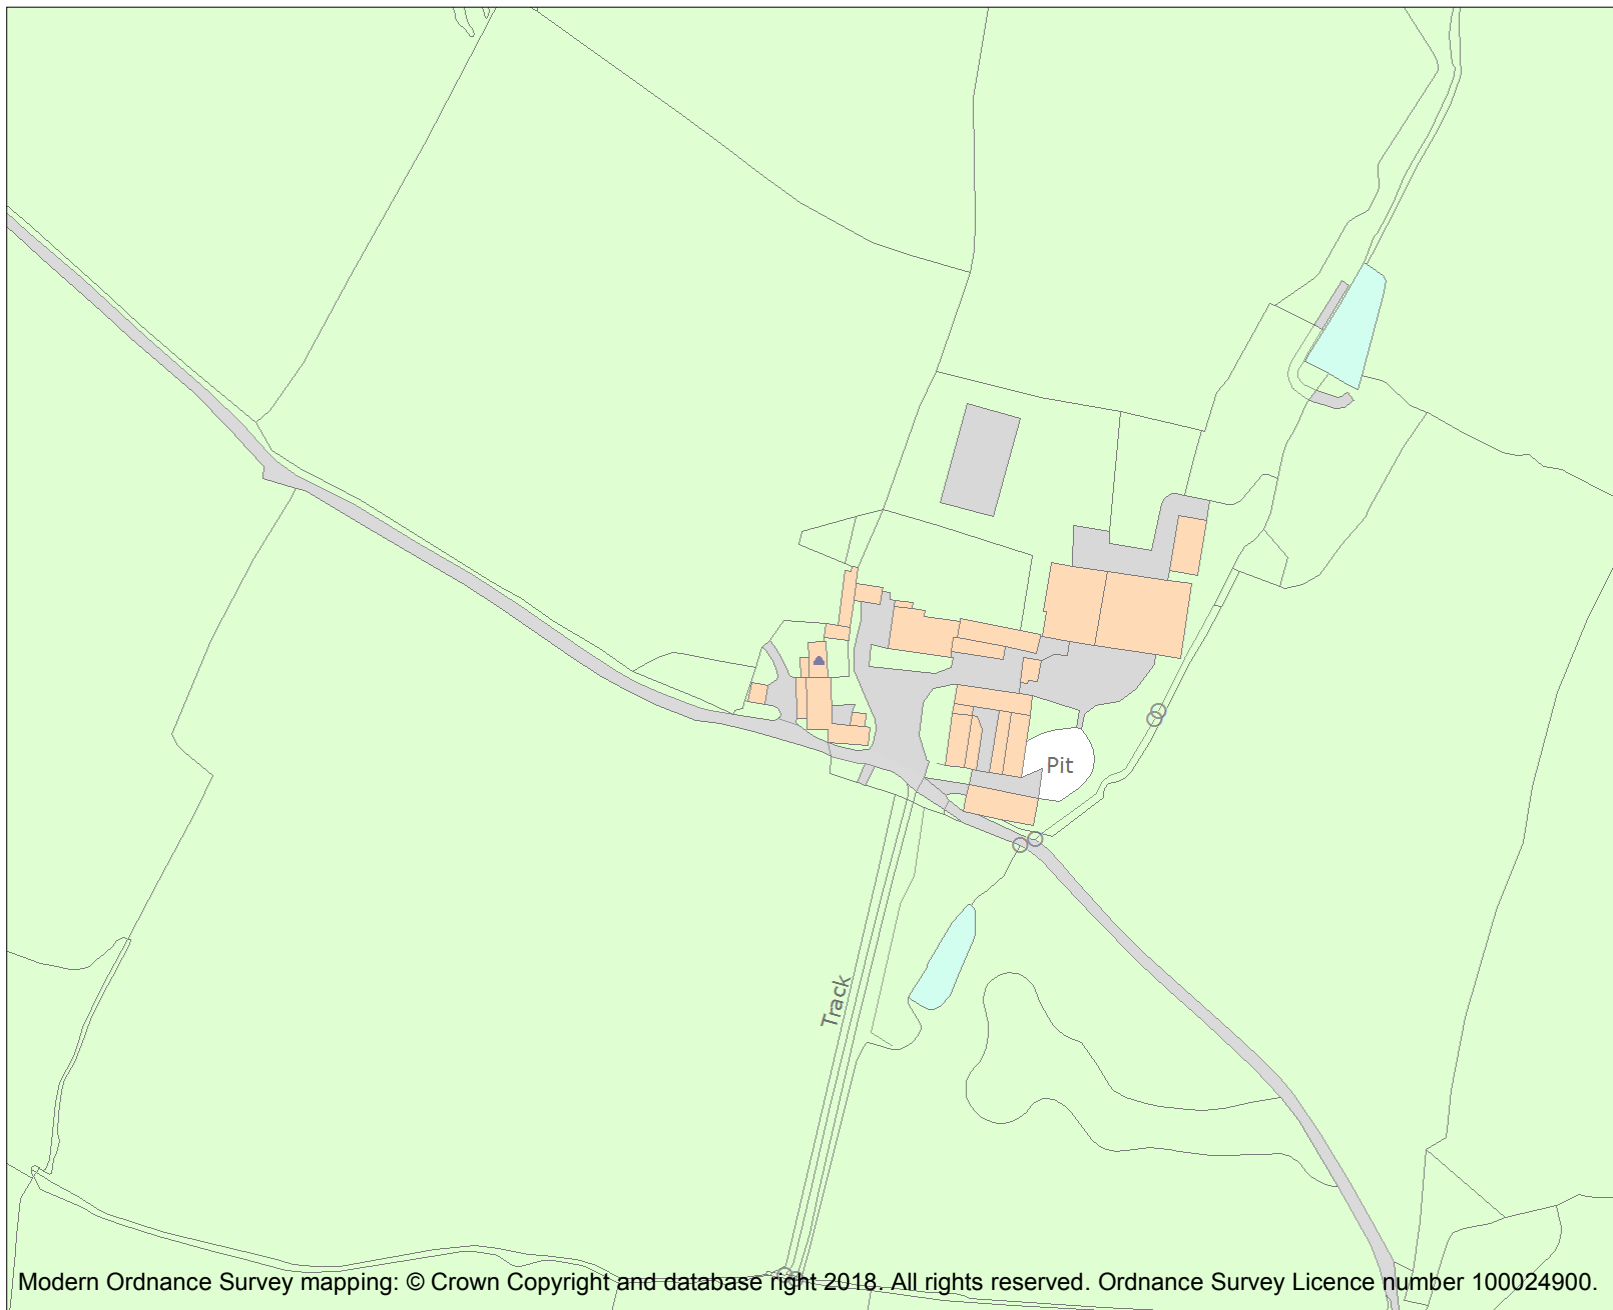 Pit
Track
Modern Ordnance Survey mapping: © Crown Copyright and database right 2018. All rights reserved. Ordnance Survey Licence number 100024900.